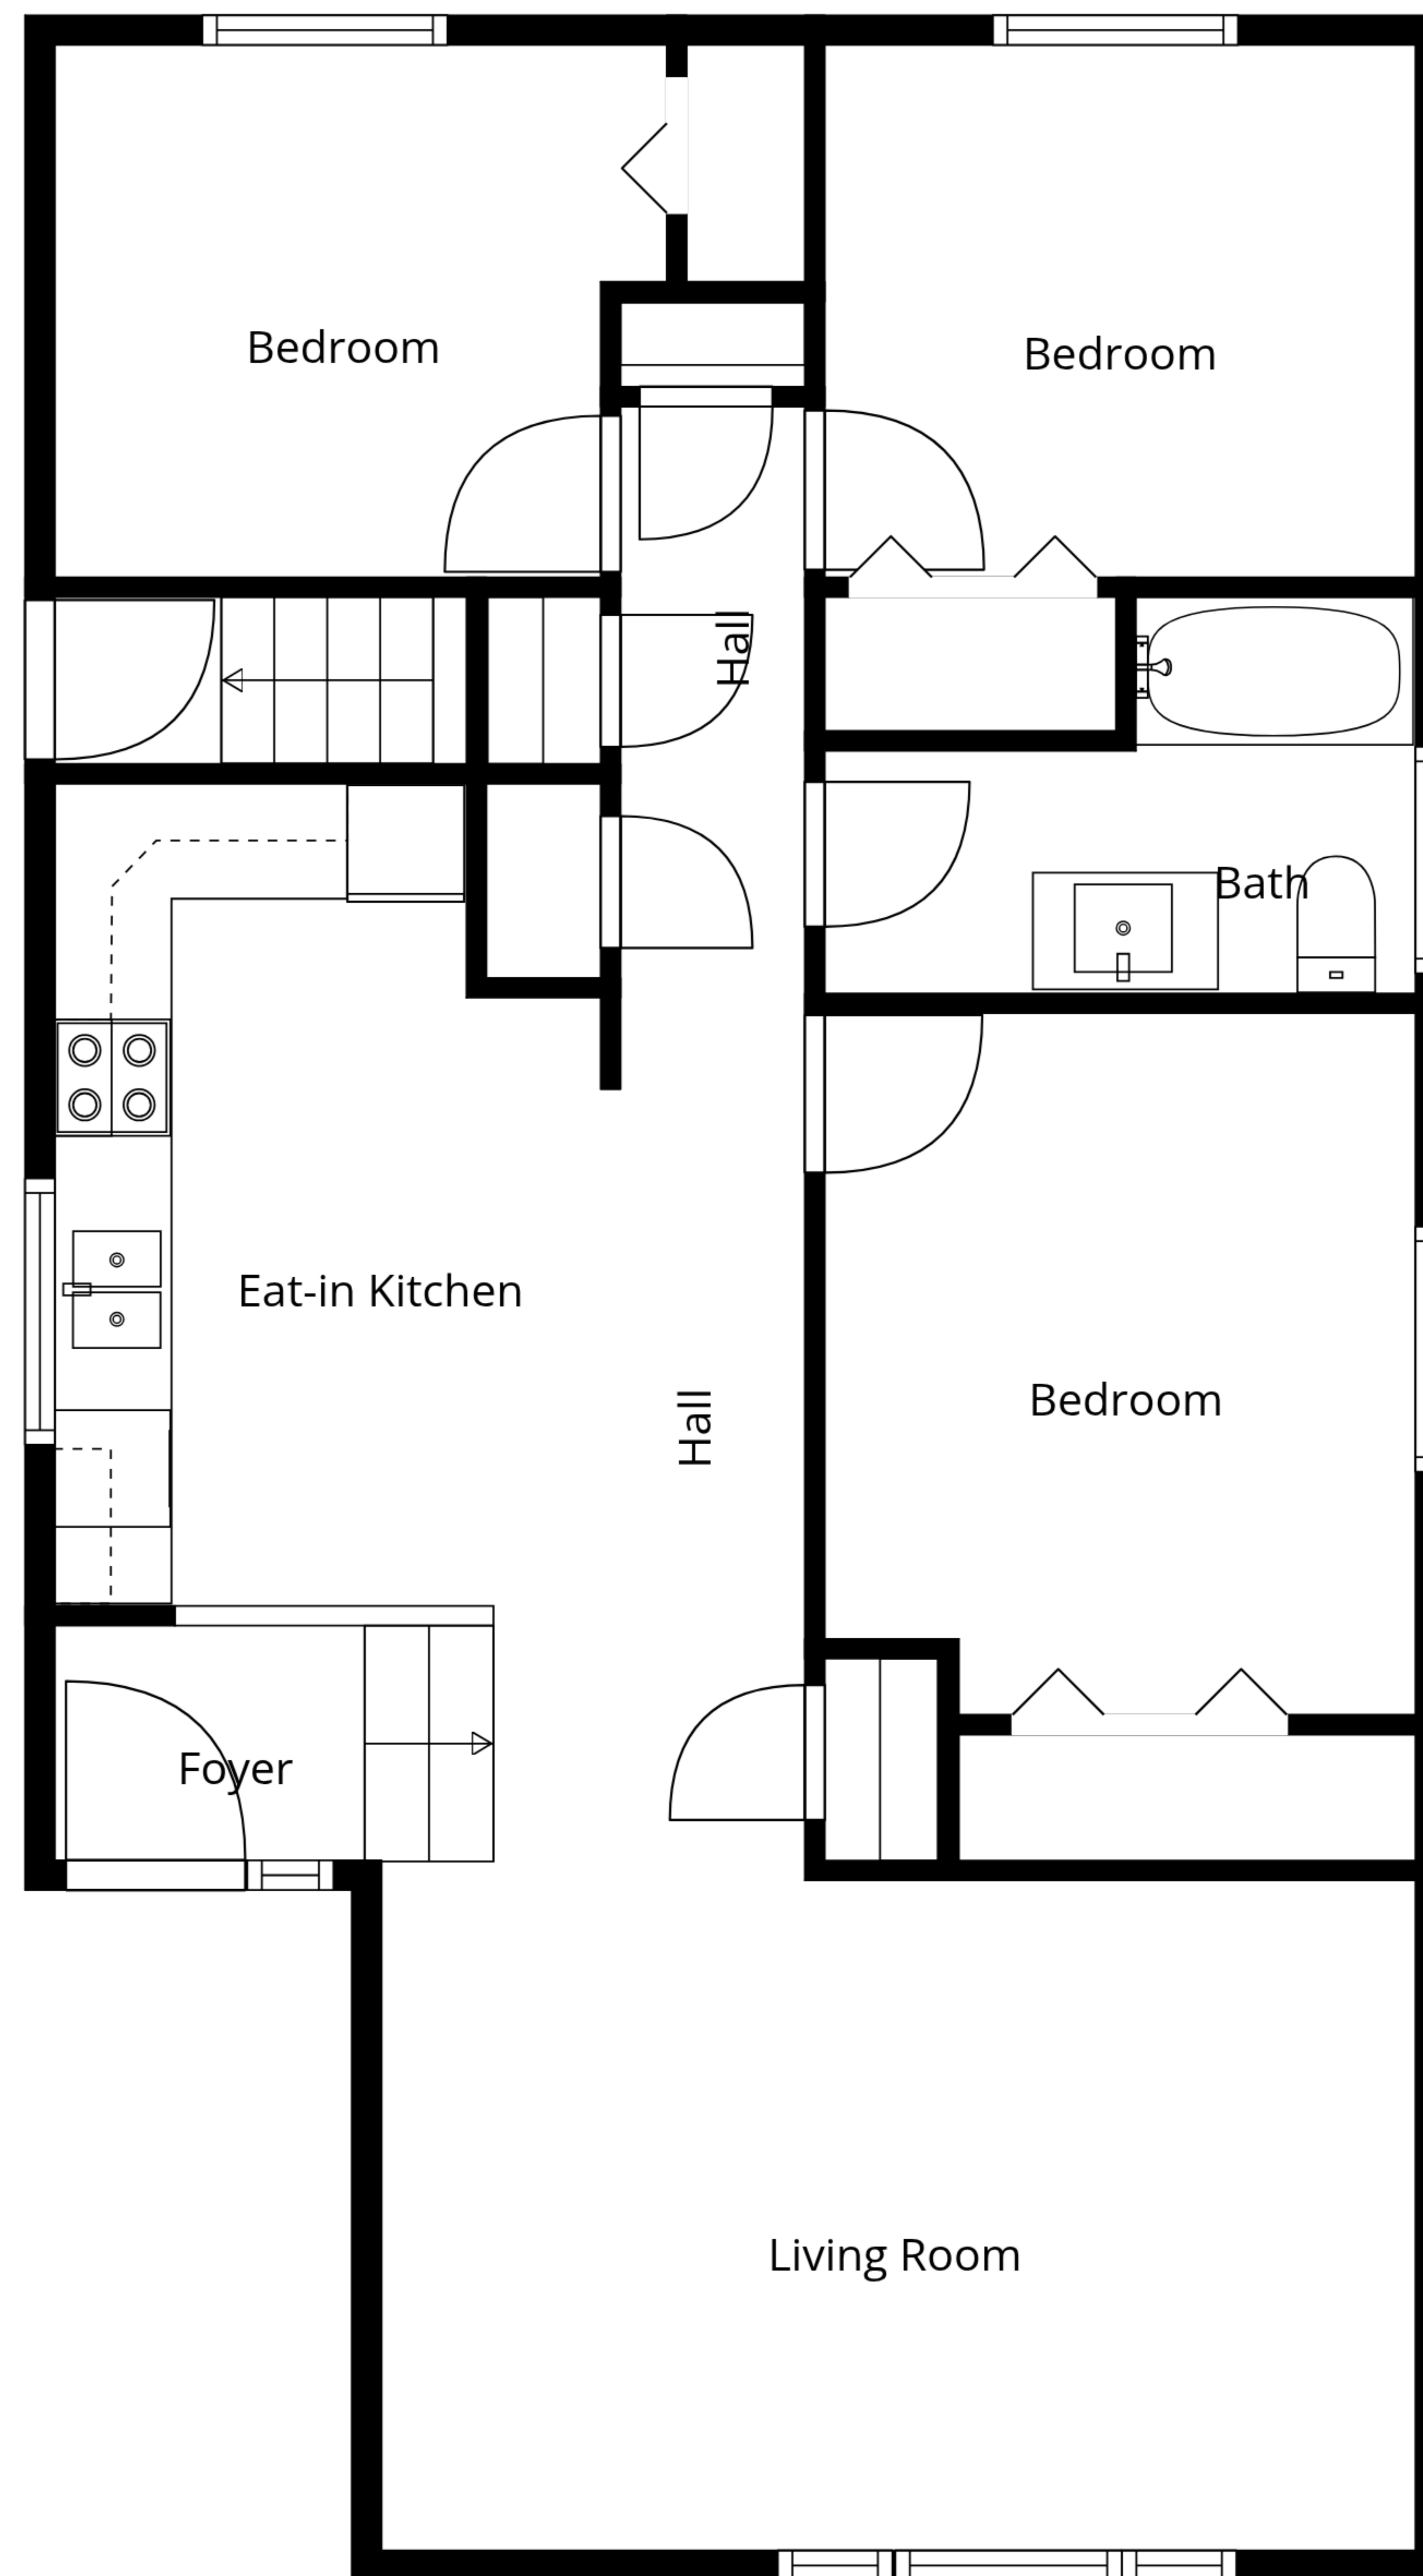 Bedroom
Bedroom
Hall
Bath
Eat-in Kitchen
Hall
Bedroom
Foyer
Living Room